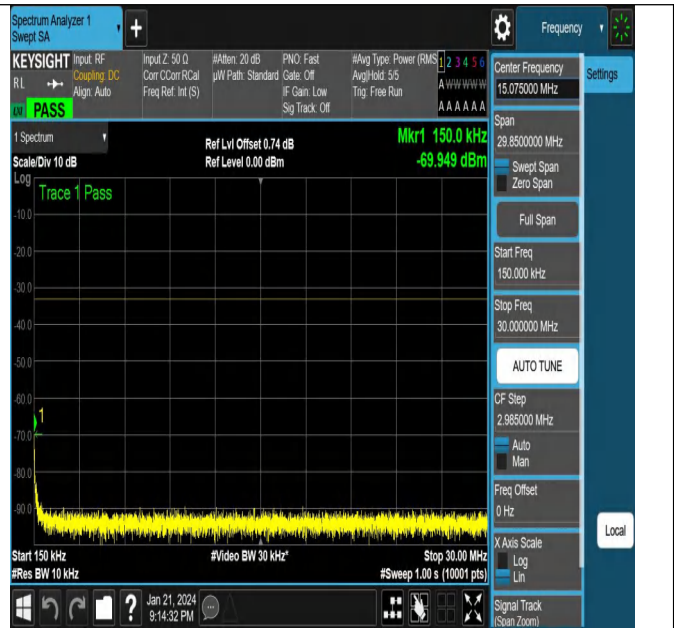 Spectrum Analyzer 1
Swept SA
+
Frequency
KEYSIGHT
RL
PASS
Input: RF
Coupling: DC
Align: Auto
Input Z: 50 Ω
Corr CCorr RCal
Freq Ref: Int (S)
#Atten: 20 dB
µW Path: Standard
PNO: Fast
Gate: Off
IF Gain: Low
Sig Track: Off
#Avg Type: Power (RMS
Avg|Hold: 5/5
Trig: Free Run
1 2 3 4 5 6
A W W W W W
A A A A A A
1 Spectrum
Scale/Div 10 dB
Log
Ref Lvl Offset 0.74 dB
Ref Level 0.00 dBm
Mkr1 150.0 kHz
-69.949 dBm
Trace 1 Pass
-10.0
-20.0
-30.0
-40.0
-50.0
-60.0
1
-70.0
-80.0
-90.0
Start 150 kHz
#Video BW 30 kHz*
Stop 30.00 MHz
#Res BW 10 kHz
#Sweep 1.00 s (10001 pts)
Center Frequency
15.075000 MHz
Settings
Span
29.8500000 MHz
Swept Span
Zero Span
Full Span
Start Freq
150.000 kHz
Stop Freq
30.000000 MHz
AUTO TUNE
CF Step
2.985000 MHz
Auto
Man
Freq Offset
0 Hz
Local
X Axis Scale
Log
Lin
Signal Track
(Span Zoom)
?
Jan 21, 2024
9:14:32 PM